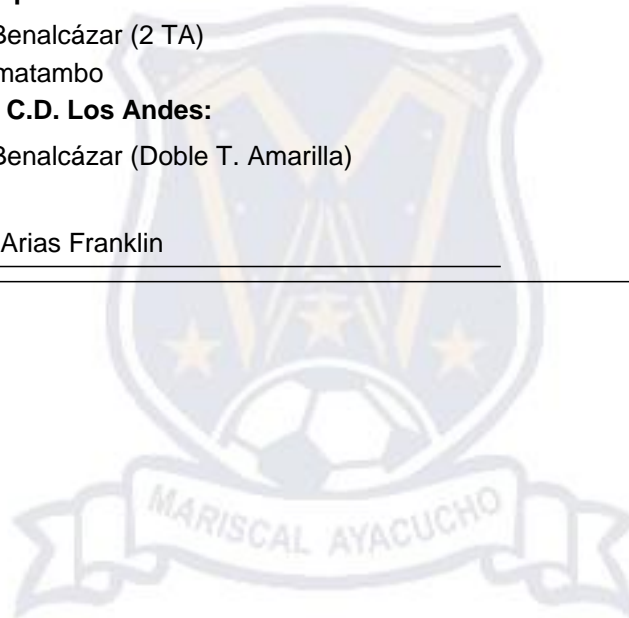 Benalcázar (2 TA)
matambo
C.D. Los Andes:
Benalcázar (Doble T. Amarilla)
Arias Franklin
MARISCAL AYACUCHO